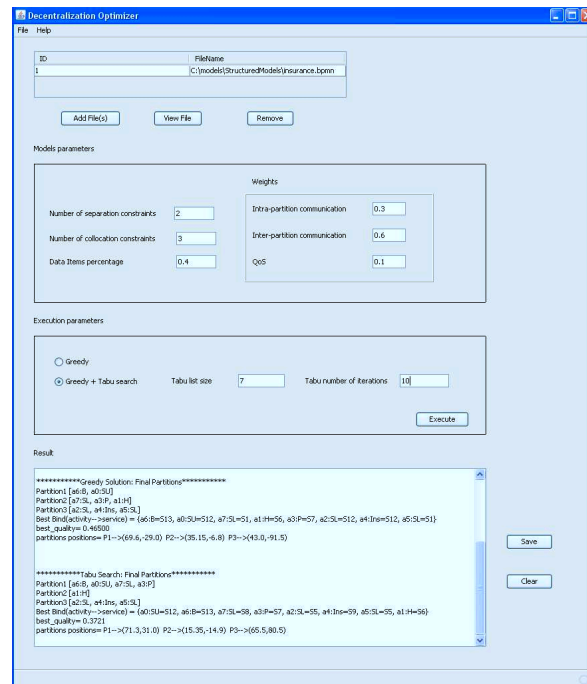 Decentralization Optimizer
File Help
ID FileName
1 C:\models\StructuredModels\insurance.bpmn
Add File(s) View File Remove
Models parameters
Weights
Number of separation constraints 2
Intra-partition communication 0.3
Number of collocation constraints 3
Inter-partition communication 0.6
Data Items percentage 0.4
QoS 0.1
Execution parameters
Greedy
Greedy + Tabu search Tabu list size 7 Tabu number of iterations 10
Execute
Result
***********Greedy Solution: Final Partitions***********
Partition1 [a6:B, a0:SU]
Partition2 [a7:SL, a3:P, a1:H]
Partition3 [a2:SL, a4:Ins, a5:SL]
Best Bind(activity-->service) = {a6:B=S13, a0:SU=S12, a7:SL=S1, a1:H=S6, a3:P=S7, a2:SL=S12, a4:Ins=S12, a5:SL=S1}
best_quality= 0.46500
partitions positions= P1-->(69.6,-29.0) P2-->(35.15,-6.8) P3-->(43.0,-91.5)
***********Tabu Search: Final Partitions***********
Partition1 [a6:B, a0:SU, a7:SL, a3:P]
Partition2 [a1:H]
Partition3 [a2:SL, a4:Ins, a5:SL]
Best Bind(activity-->service) = {a0:SU=S12, a6:B=S13, a7:SL=S8, a3:P=S7, a2:SL=S5, a4:Ins=S9, a5:SL=S5, a1:H=S6}
best_quality= 0.3721
partitions positions= P1-->(71.3,31.0) P2-->(15.35,-14.9) P3-->(65.5,80.5)
Save
Clear